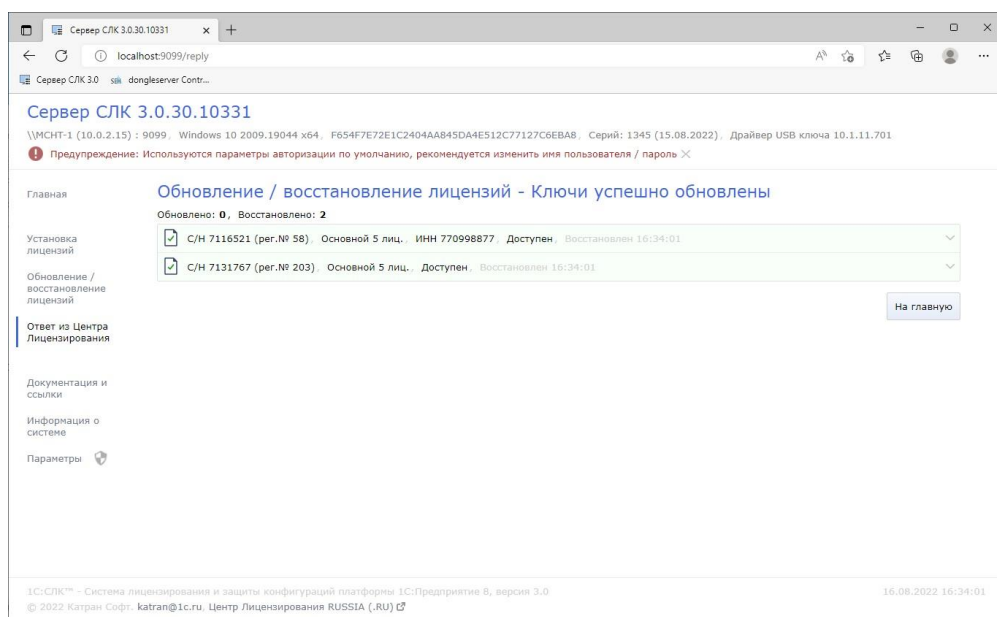 Сервер СЛК 3.0.30.10331
localhost:9099/reply
Сервер СЛК 3.0 dongleserver Contr...
Сервер СЛК 3.0.30.10331
\\МСНТ-1 (10.0.2.15) : 9099, Windows 10 2009.19044 x64, F654F7E72E1C2404AA845DA4E512C77127C6EBA8, Серий: 1345 (15.08.2022), Драйвер USB ключа 10.1.11.701
Предупреждение: Используются параметры авторизации по умолчанию, рекомендуется изменить имя пользователя / пароль
Главная
Установка
лицензий
Обновление /
восстановление
лицензий
Ответ из Центра
Лицензирования
Документация и
ссылки
Информация о
системе
Параметры
Обновление / восстановление лицензий - Ключи успешно обновлены
Обновлено: 0, Восстановлено: 2
С/Н 7116521 (рег.№ 58), Основной 5 лиц., ИНН 770998877, Доступен, Восстановлен 16:34:01
С/Н 7131767 (рег.№ 203), Основной 5 лиц., Доступен, Восстановлен 16:34:01
На главную
1С:СЛК™ - Система лицензирования и защиты конфигураций платформы 1С:Предприятие 8, версия 3.0
16.08.2022 16:34:01
© 2022 Катран Софт. katran@1c.ru, Центр Лицензирования RUSSIA (.RU)